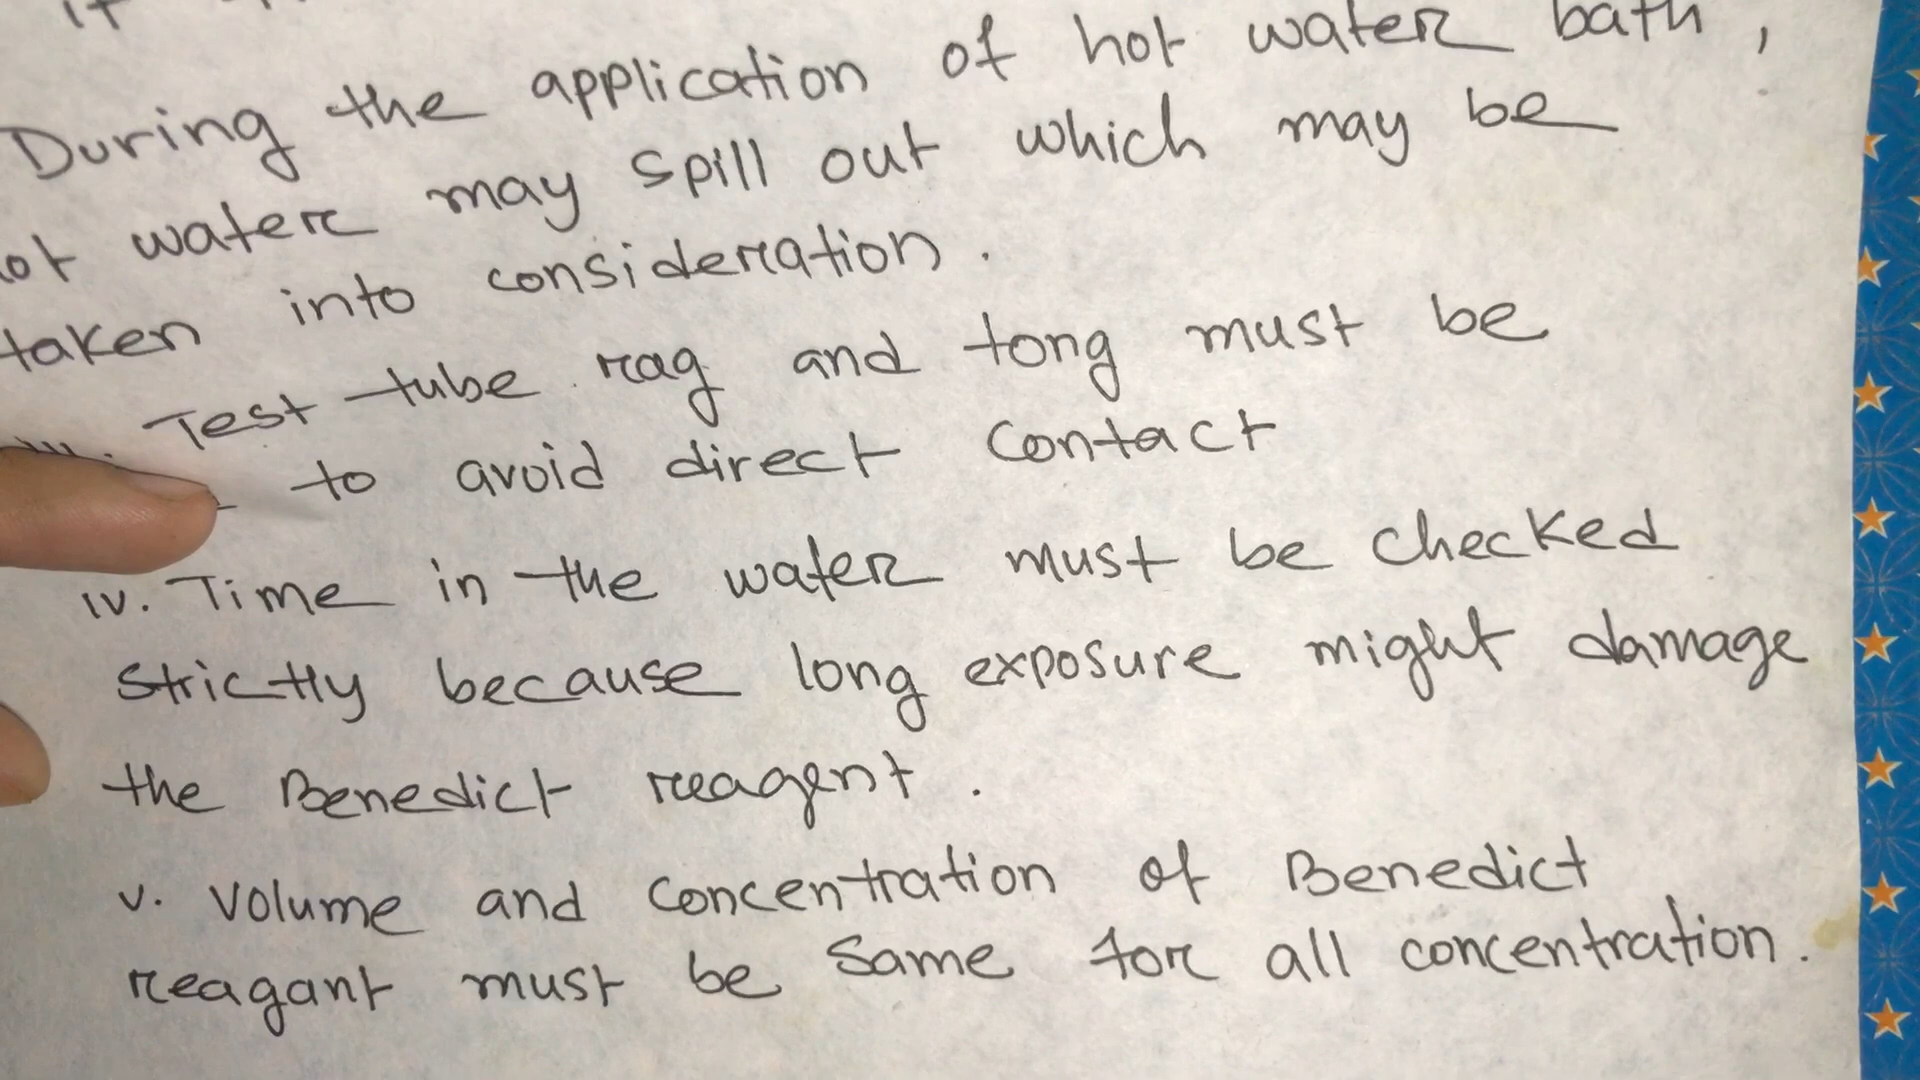 During the application of hot water bath,
ot water may spill out which may be
taken into consideration.
Test tube rag and tong must be
to avoid direct contact
iv. Time in the water must be checked
strictly because long exposure might damage
the Benedict reagent.
v. Volume and concentration of Benedict
reagant must be same for all concentration.